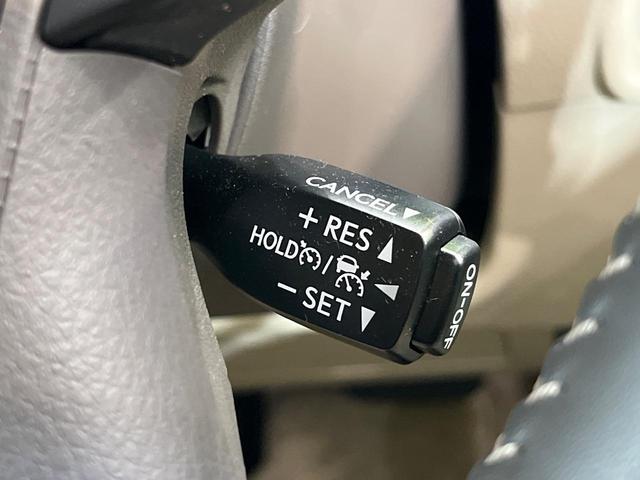 CANCEL▼
+ RES ▲
HOLD / ◀
− SET ▼
ON-OFF